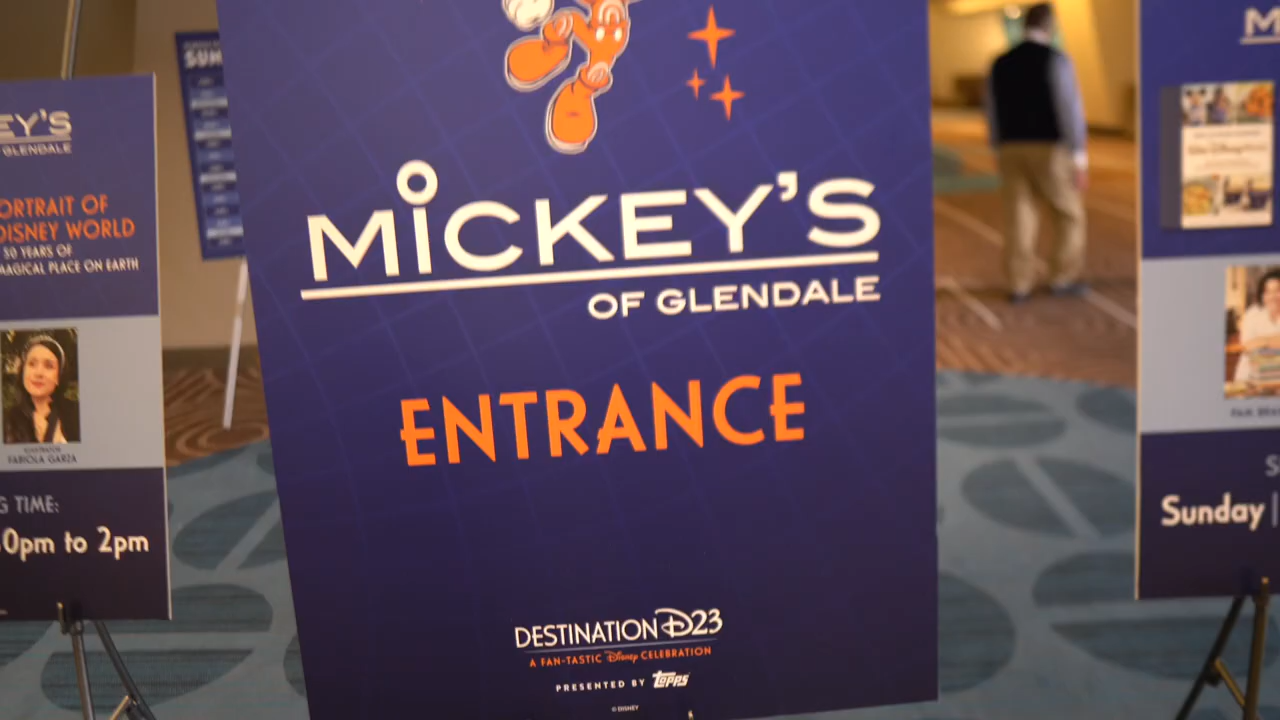 EY'S
GLENDALE
ORTRAIT OF
DISNEY WORLD
50 YEARS OF
MAGICAL PLACE ON EARTH
FABIOLA GARZA
G TIME:
0pm to 2pm
SUN
MICKEY'S
OF GLENDALE
ENTRANCE
DESTINATION D23
A FAN-TASTIC Disney CELEBRATION
PRESENTED BY TOPPS
© DISNEY
M
S
Sunday